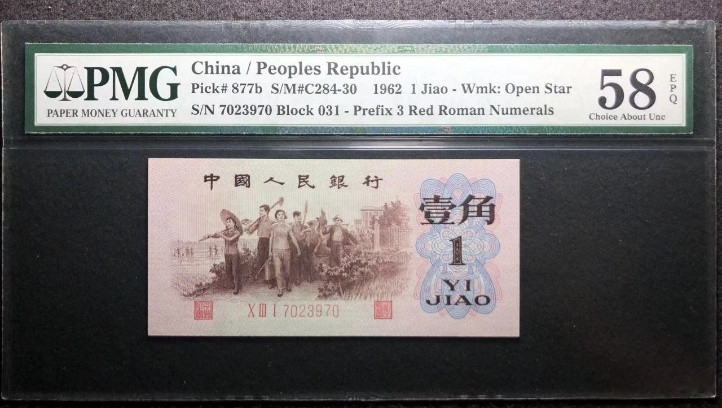 PMG
PAPER MONEY GUARANTY
China / Peoples Republic
Pick# 877b S/M#C284-30 1962 1 Jiao - Wmk: Open Star
S/N 7023970 Block 031 - Prefix 3 Red Roman Numerals
58
EPQ
Choice About Unc
中國人民銀行
壹角
1
YI
JIAO
X III I 7023970